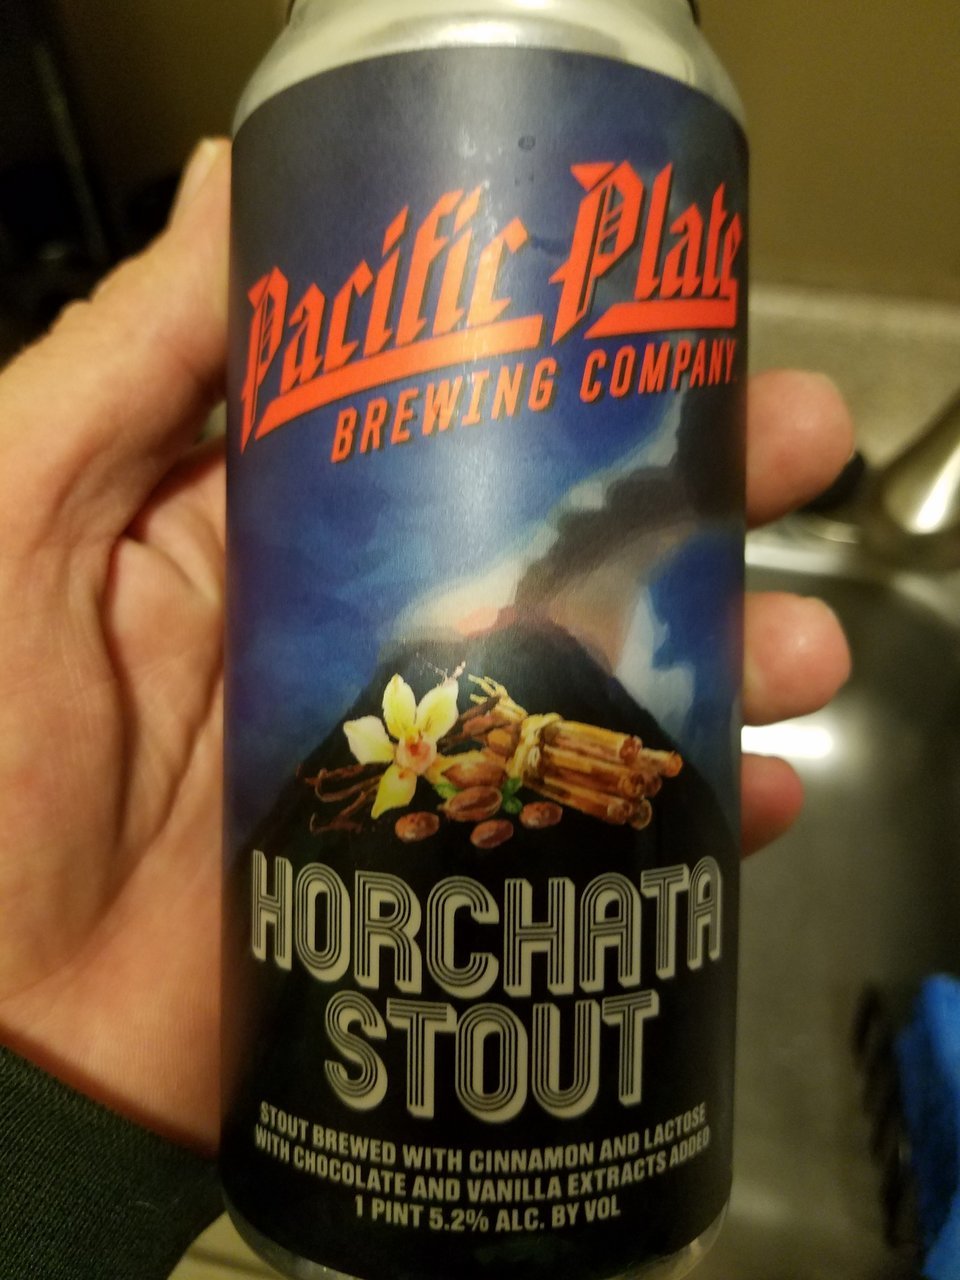 Pacific Plate
BREWING COMPANY
HORCHATA
STOUT
STOUT BREWED WITH CINNAMON AND LACTOSE
WITH CHOCOLATE AND VANILLA EXTRACTS ADDED
1 PINT 5.2% ALC. BY VOL